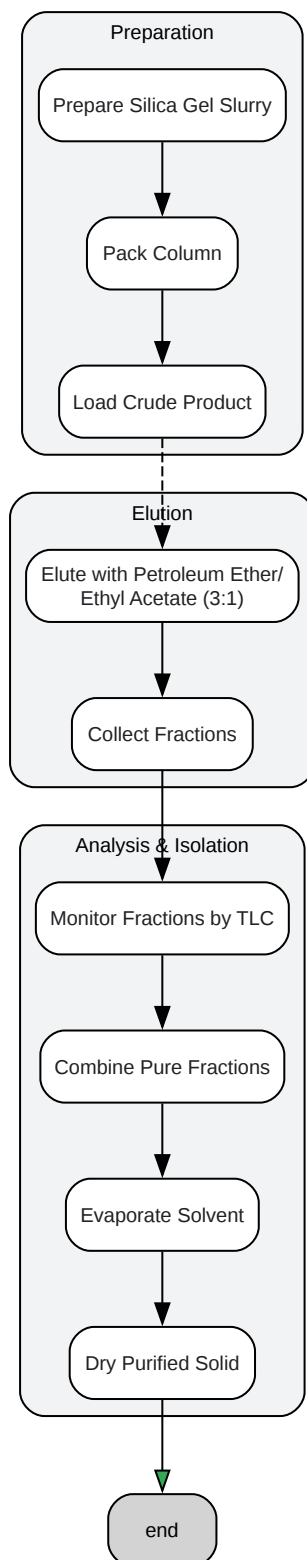 Preparation
Prepare Silica Gel Slurry
Pack Column
Load Crude Product
Elution
Elute with Petroleum Ether/
Ethyl Acetate (3:1)
Collect Fractions
Analysis & Isolation
Monitor Fractions by TLC
Combine Pure Fractions
Evaporate Solvent
Dry Purified Solid
end